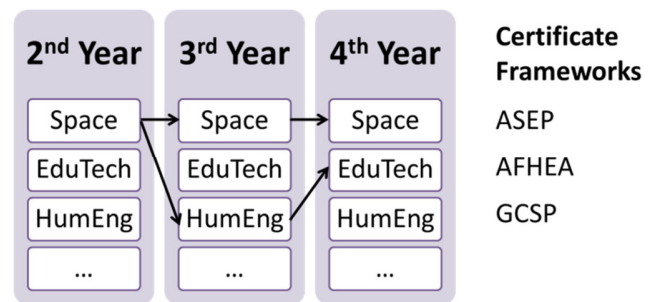 2nd Year
Space
EduTech
HumEng
...
3rd Year
Space
EduTech
HumEng
...
4th Year
Space
EduTech
HumEng
...
Certificate
Frameworks
ASEP
AFHEA
GCSP